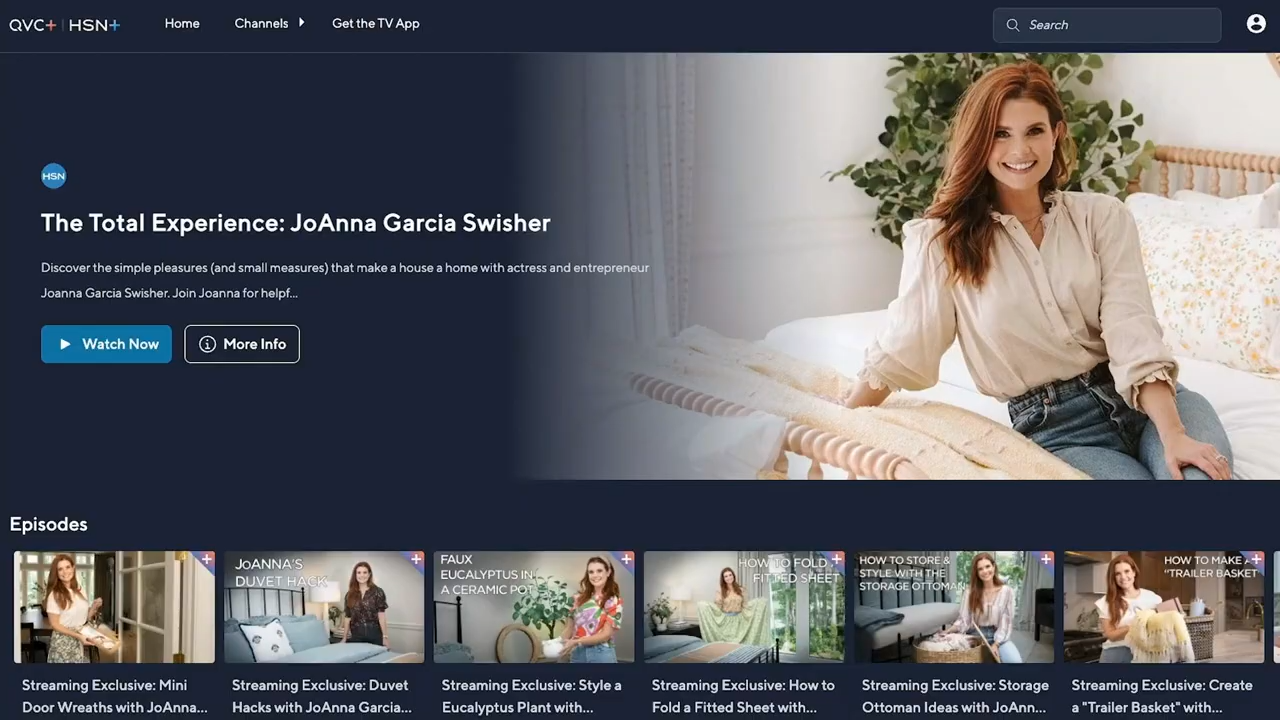 QVC+ | HSN+
Home
Channels
Get the TV App
Search
HSN
The Total Experience: JoAnna Garcia Swisher
Discover the simple pleasures (and small measures) that make a house a home with actress and entrepreneur
Joanna Garcia Swisher. Join Joanna for helpf...
Watch Now
More Info
Episodes
JoANNA'S
DUVET HACK
FAUX
EUCALYPTUS IN
A CERAMIC POT
HOW TO FOLD A
FITTED SHEET
HOW TO STORE &
STYLE WITH THE
STORAGE OTTOMAN
HOW TO MAKE A
"TRAILER BASKET"
Streaming Exclusive: Mini
Door Wreaths with JoAnna...
Streaming Exclusive: Duvet
Hacks with JoAnna Garcia...
Streaming Exclusive: Style a
Eucalyptus Plant with...
Streaming Exclusive: How to
Fold a Fitted Sheet with...
Streaming Exclusive: Storage
Ottoman Ideas with JoAnn...
Streaming Exclusive: Create
a "Trailer Basket" with...